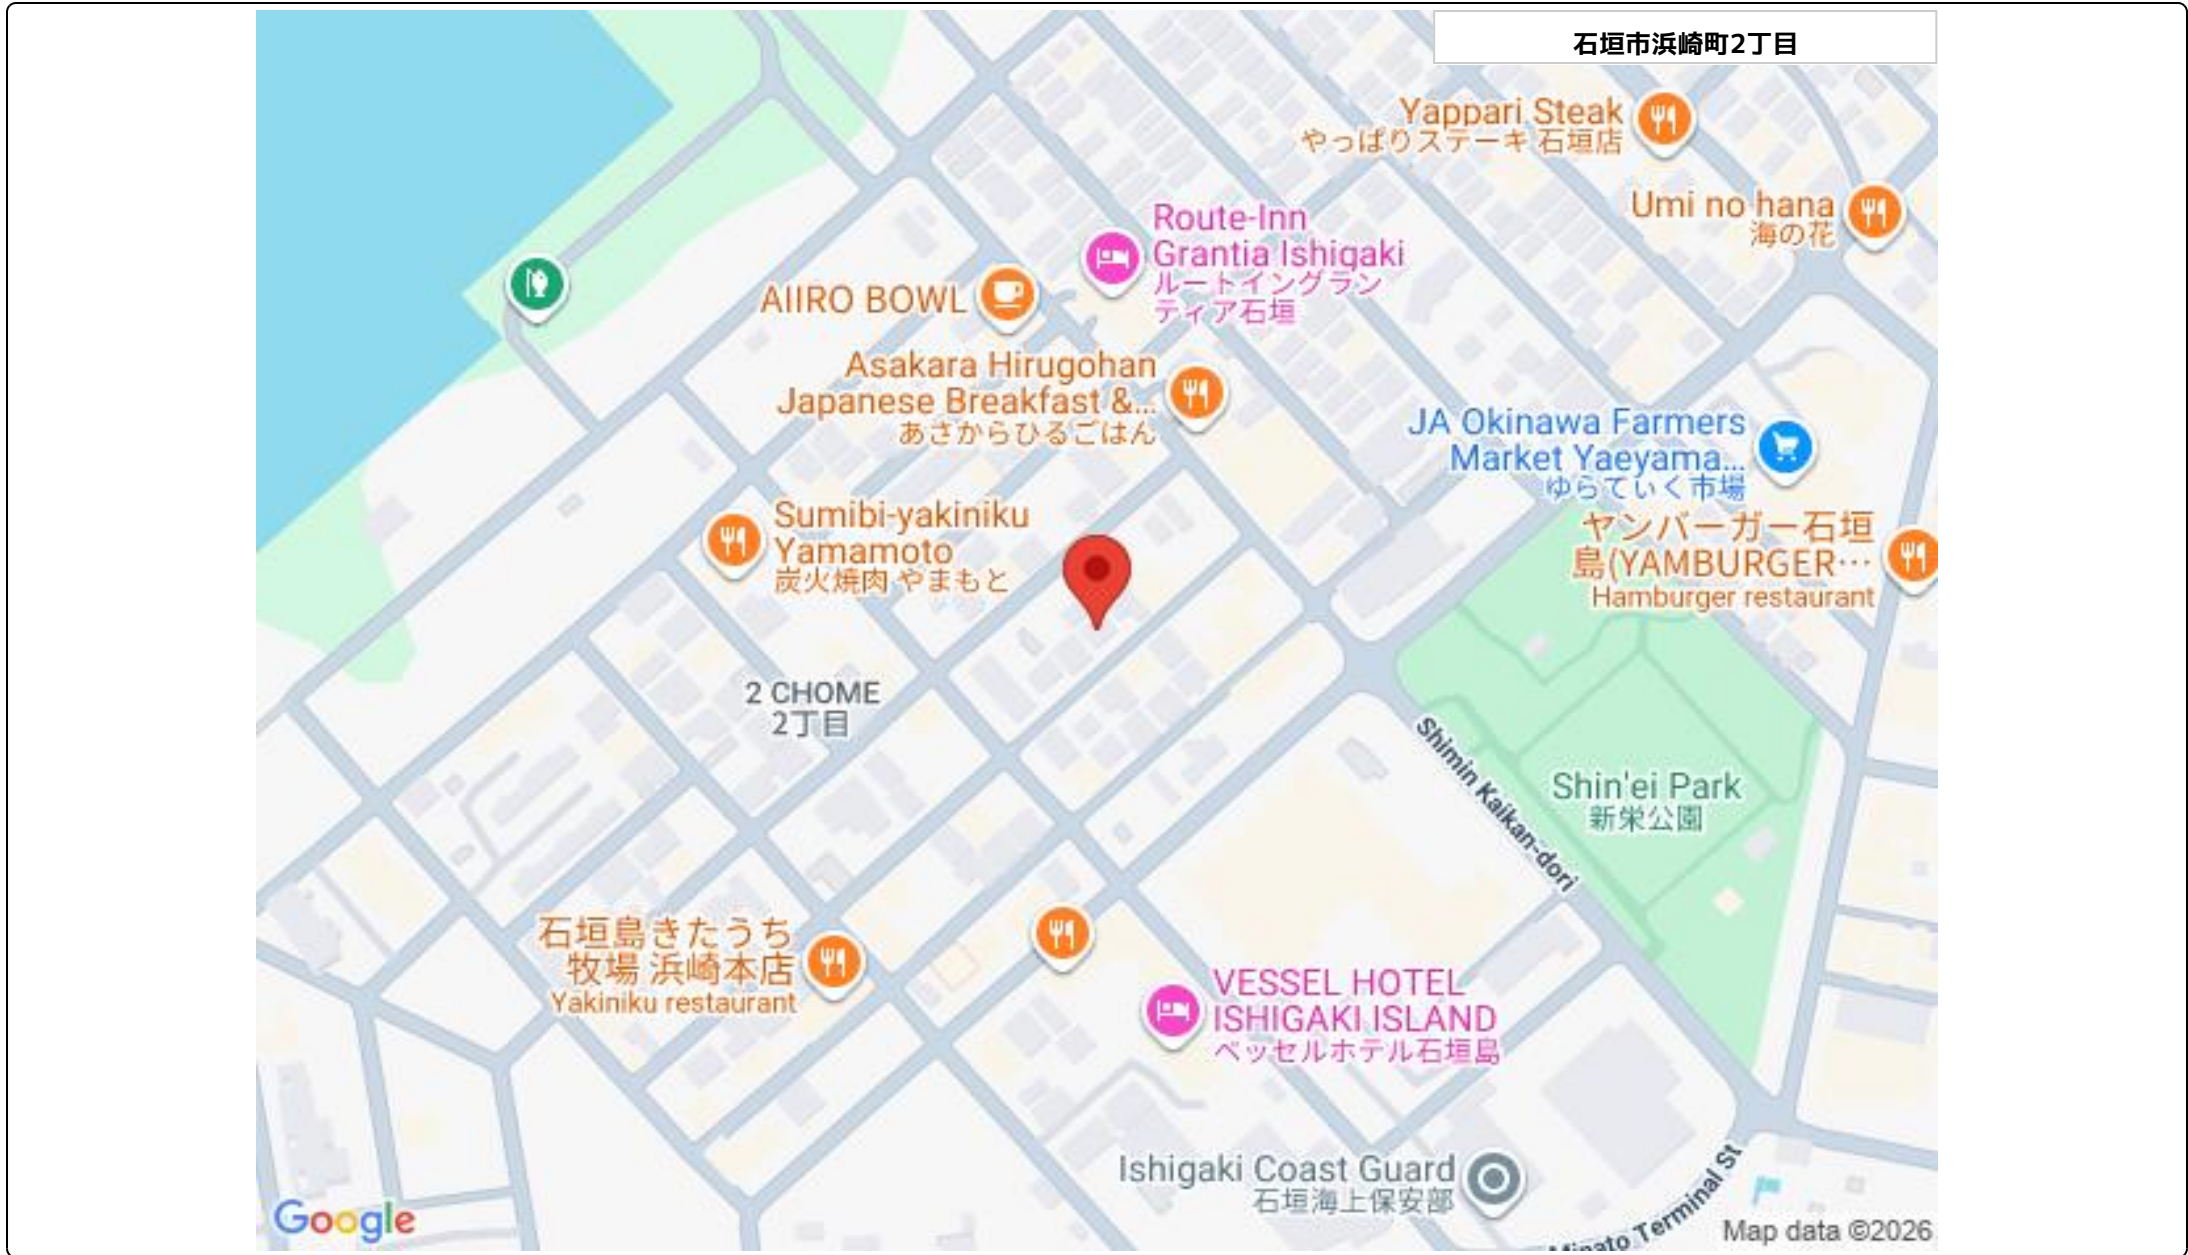 石垣市浜崎町2丁目
Yappari Steak
やっぱりステーキ 石垣店
Umi no hana
海の花
Route-Inn
Grantia Ishigaki
ルートイングラン
ティア石垣
AIIRO BOWL
Asakara Hirugohan
Japanese Breakfast &...
あさからひるごはん
JA Okinawa Farmers
Market Yaeyama...
ゆらてぃく市場
Sumibi-yakiniku
Yamamoto
炭火焼肉 やまもと
ヤンバーガー石垣
島(YAMBURGER…
Hamburger restaurant
2 CHOME
2丁目
Shimin Kaikan-dori
Shin'ei Park
新栄公園
石垣島きたうち
牧場 浜崎本店
Yakiniku restaurant
VESSEL HOTEL
ISHIGAKI ISLAND
ベッセルホテル石垣島
Ishigaki Coast Guard
石垣海上保安部
Minato Terminal St
Google
Map data ©2026